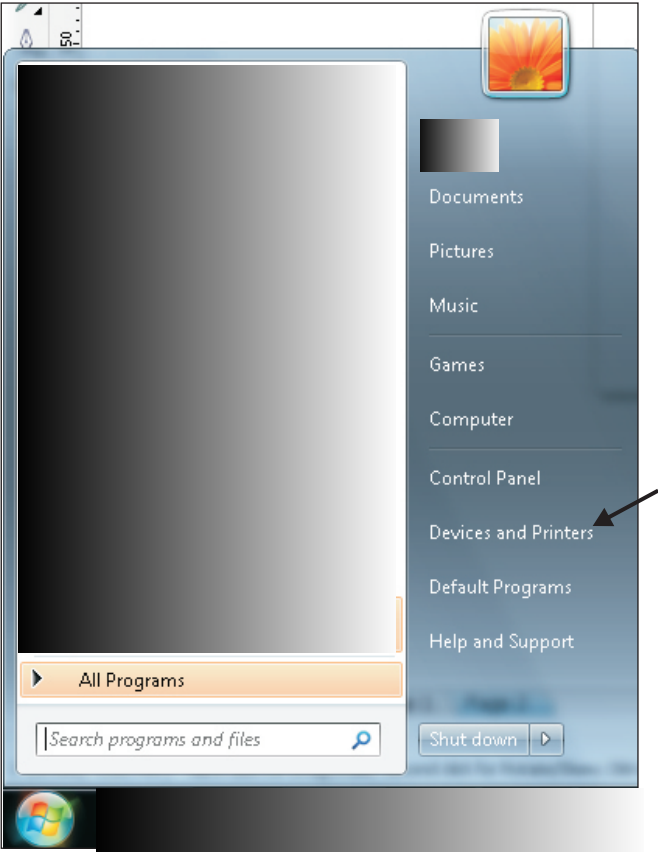 50
Documents
Pictures
Music
Games
Computer
Control Panel
Devices and Printers
Default Programs
Help and Support
All Programs
Search programs and files
Shut down